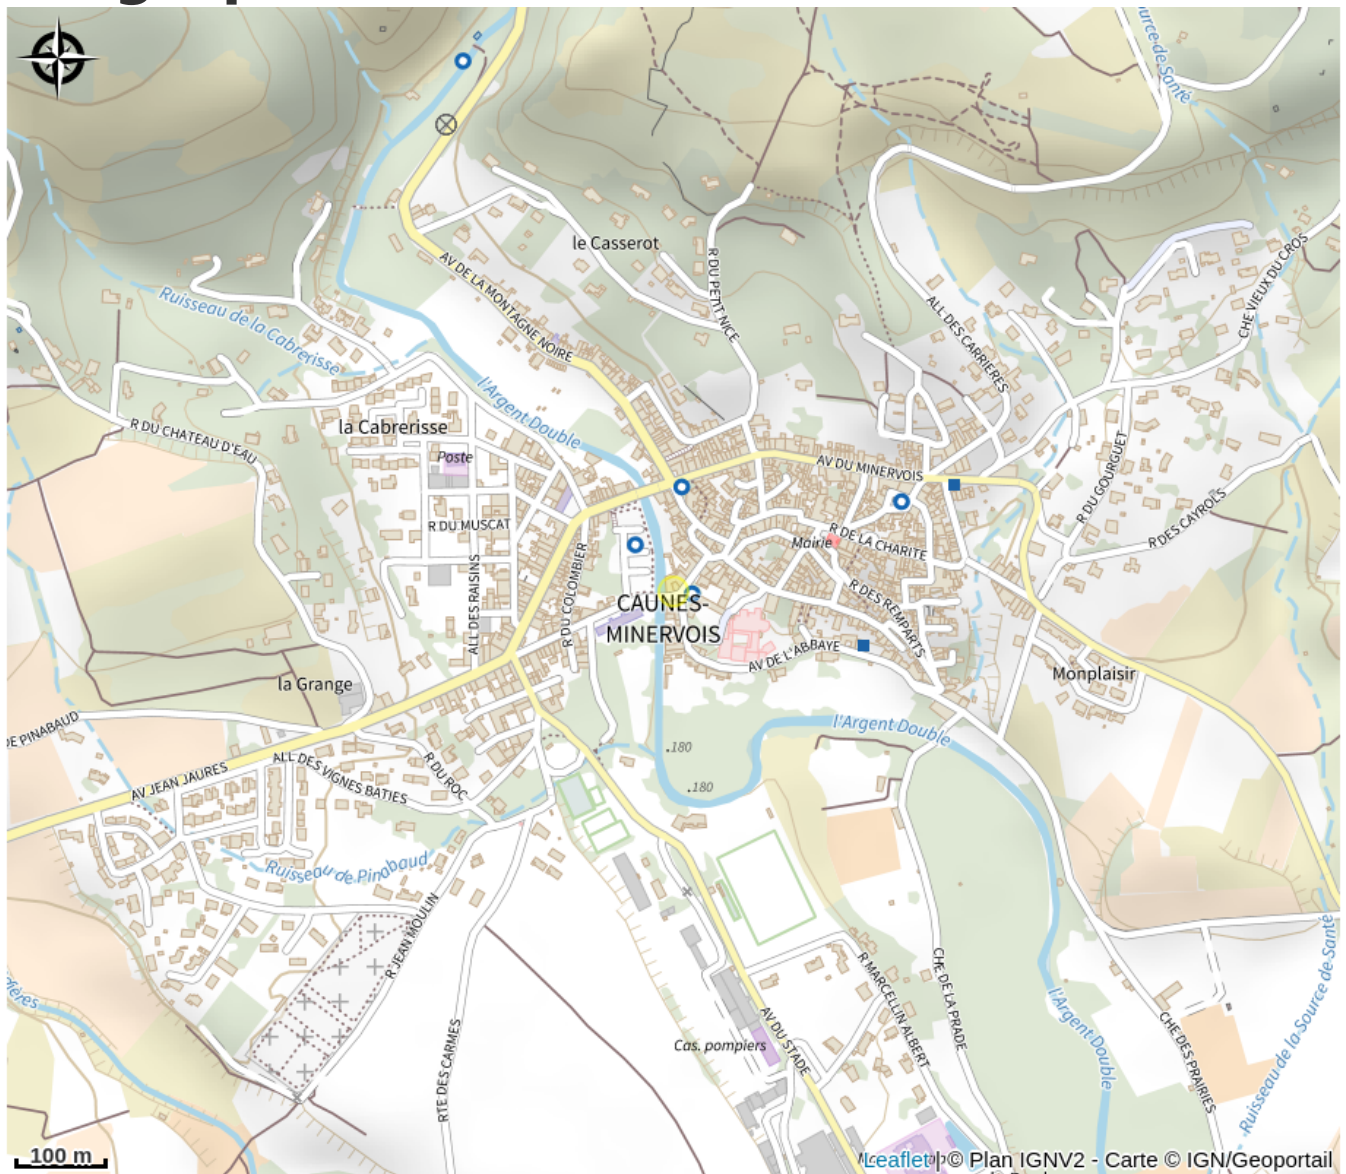 urce de Santé
le Casserot
R DU PETIT NICE
AV DE LA MONTAGNE NOIRE
Ruisseau de la Cabrerisse
CHE VIEUX DU CROS
ALL DES CARRIERES
l'Argent Double
la Cabrerisse
R DU CHATEAU D'EAU
Poste
AV DU MINERVOIS
R DU GOURGUET
R DES CAYROLS
R DU MUSCAT
R DE LA CHARITE
Mairie
ALL DES RAISINS
R DU COLOMBIER
R DES REMPARTS
CAUNES-
MINERVOIS
AV DE L'ABBAYE
Monplaisir
la Grange
DE PINABAUD
l'Argent Double
.180
.180
AV JEAN JAURES
ALL DES VIGNES BATIES
R DU ROC
Ruisseau de Pinabaud
R JEAN MOULIN
RTE DES CARMES
R MARCELLIN ALBERT
CHE DE LA PRADE
AV DU STADE
Cas. pompiers
l'Argent Double
CHE DES PRAIRIES
Ruisseau de la Source de Santé
100 m
Leaflet | © Plan IGNV2 - Carte © IGN/Geoportail